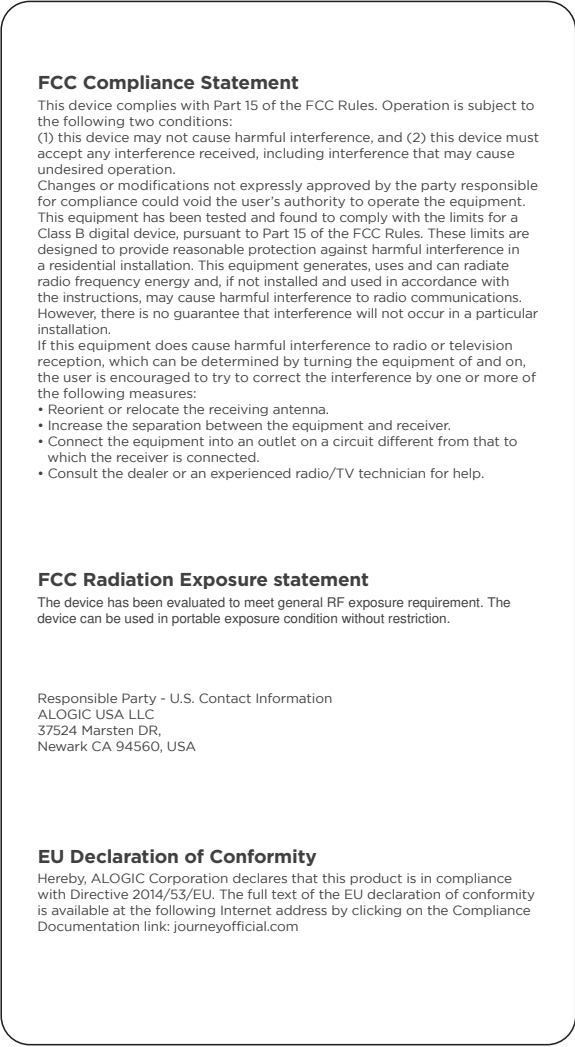 FCC Compliance Statement
This device complies with Part 15 of the FCC Rules. Operation is subject to
the following two conditions:
(1) this device may not cause harmful interference, and (2) this device must
accept any interference received, including interference that may cause
undesired operation.
Changes or modifications not expressly approved by the party responsible
for compliance could void the user’s authority to operate the equipment.
This equipment has been tested and found to comply with the limits for a
Class B digital device, pursuant to Part 15 of the FCC Rules. These limits are
designed to provide reasonable protection against harmful interference in
a residential installation. This equipment generates, uses and can radiate
radio frequency energy and, if not installed and used in accordance with
the instructions, may cause harmful interference to radio communications.
However, there is no guarantee that interference will not occur in a particular
installation.
If this equipment does cause harmful interference to radio or television
reception, which can be determined by turning the equipment of and on,
the user is encouraged to try to correct the interference by one or more of
the following measures:
• Reorient or relocate the receiving antenna.
• Increase the separation between the equipment and receiver.
• Connect the equipment into an outlet on a circuit different from that to
which the receiver is connected.
• Consult the dealer or an experienced radio/TV technician for help.
FCC Radiation Exposure statement
The device has been evaluated to meet general RF exposure requirement. The
device can be used in portable exposure condition without restriction.
Responsible Party - U.S. Contact Information
ALOGIC USA LLC
37524 Marsten DR,
Newark CA 94560, USA
EU Declaration of Conformity
Hereby, ALOGIC Corporation declares that this product is in compliance
with Directive 2014/53/EU. The full text of the EU declaration of conformity
is available at the following Internet address by clicking on the Compliance
Documentation link: journeyofficial.com